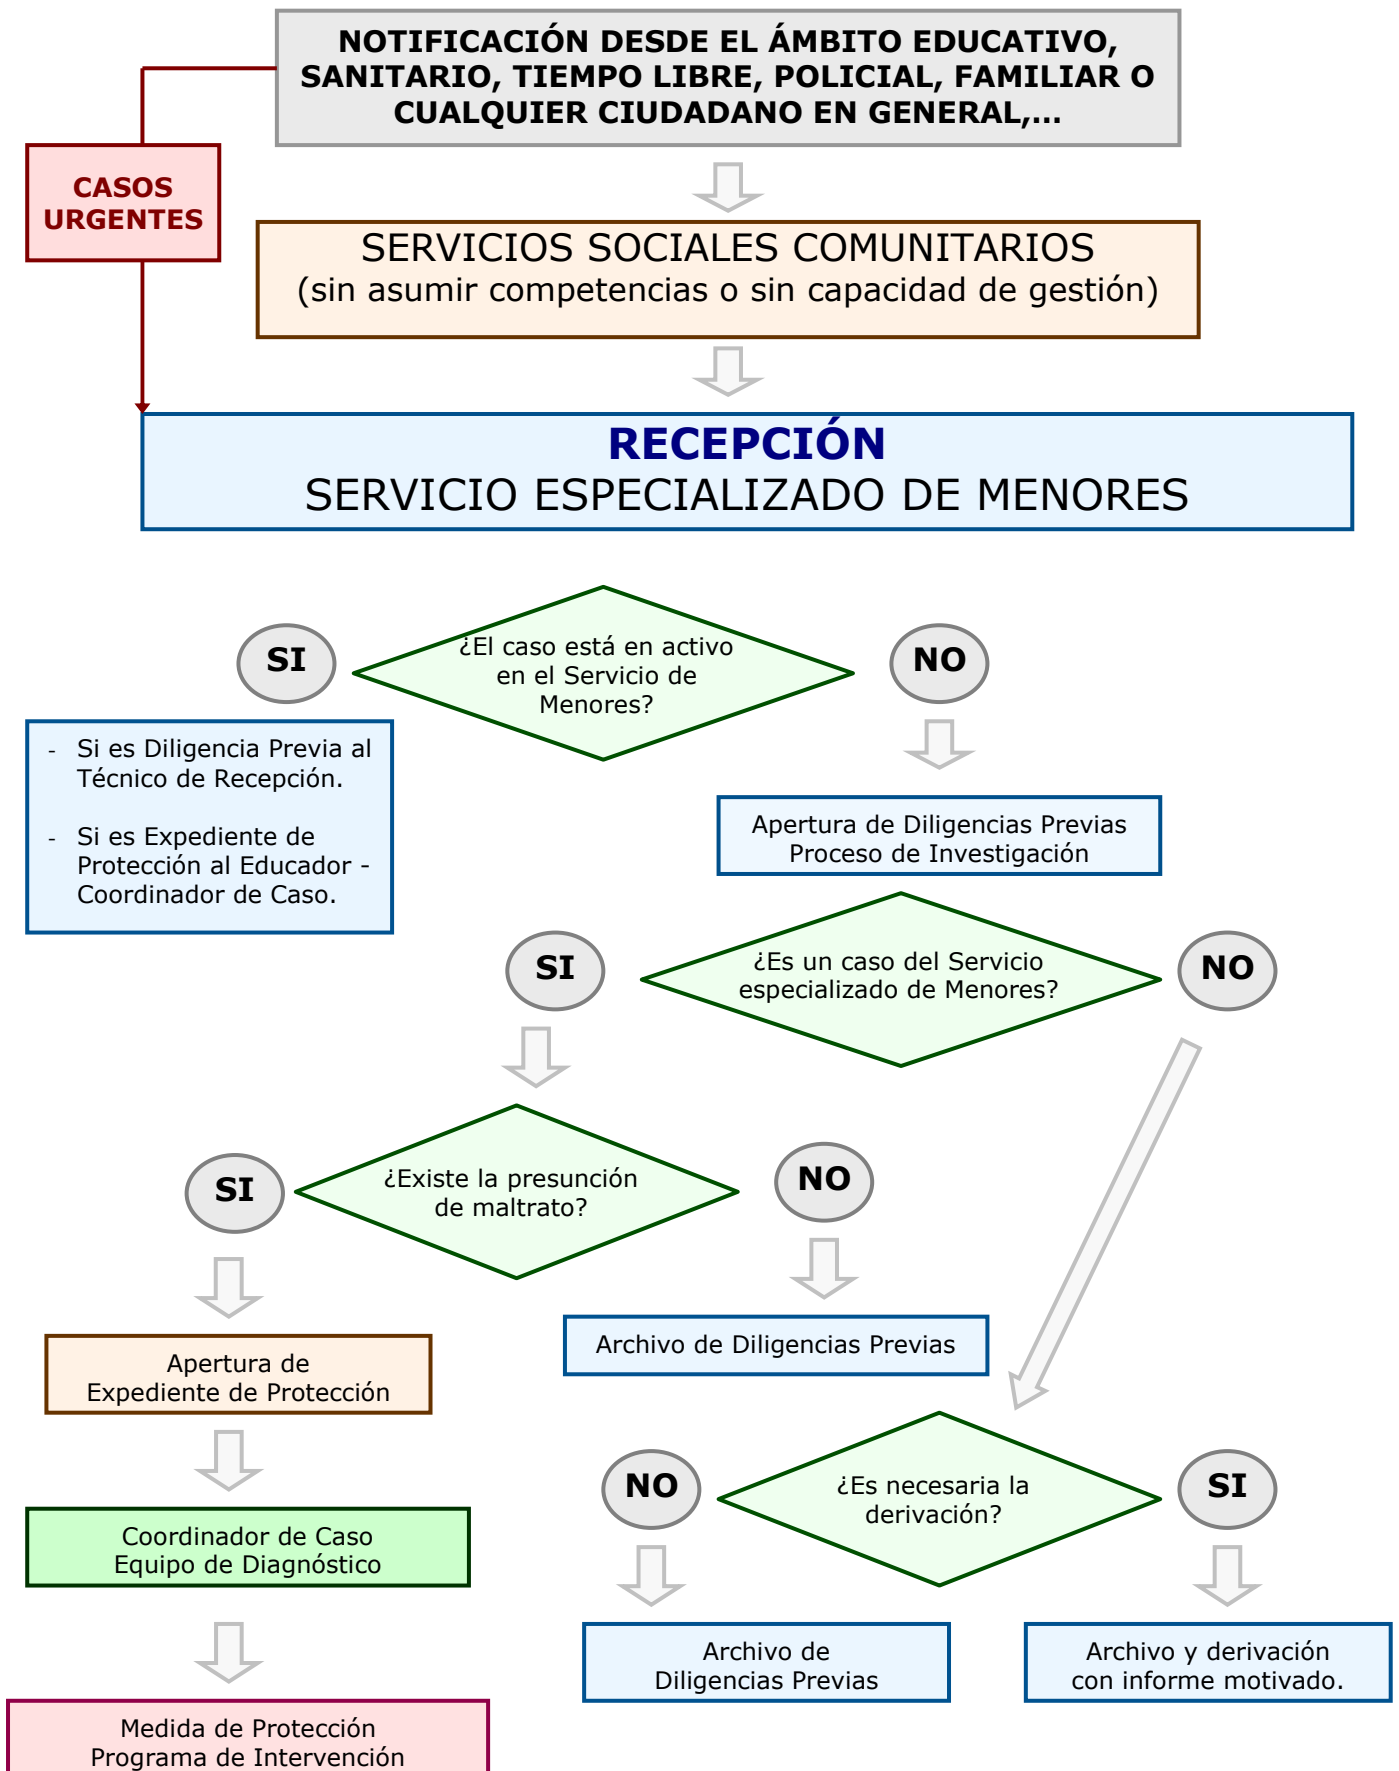 NOTIFICACIÓN DESDE EL ÁMBITO EDUCATIVO,
SANITARIO, TIEMPO LIBRE, POLICIAL, FAMILIAR O
CUALQUIER CIUDADANO EN GENERAL,…
CASOS
URGENTES
SERVICIOS SOCIALES COMUNITARIOS
(sin asumir competencias o sin capacidad de gestión)
RECEPCIÓN
SERVICIO ESPECIALIZADO DE MENORES
SI
¿El caso está en activo
en el Servicio de
Menores?
NO
- Si es Diligencia Previa al
Técnico de Recepción.
- Si es Expediente de
Protección al Educador -
Coordinador de Caso.
Apertura de Diligencias Previas
Proceso de Investigación
SI
¿Es un caso del Servicio
especializado de Menores?
NO
SI
¿Existe la presunción
de maltrato?
NO
Archivo de Diligencias Previas
Apertura de
Expediente de Protección
NO
¿Es necesaria la
derivación?
SI
Coordinador de Caso
Equipo de Diagnóstico
Archivo de
Diligencias Previas
Archivo y derivación
con informe motivado.
Medida de Protección
Programa de Intervención